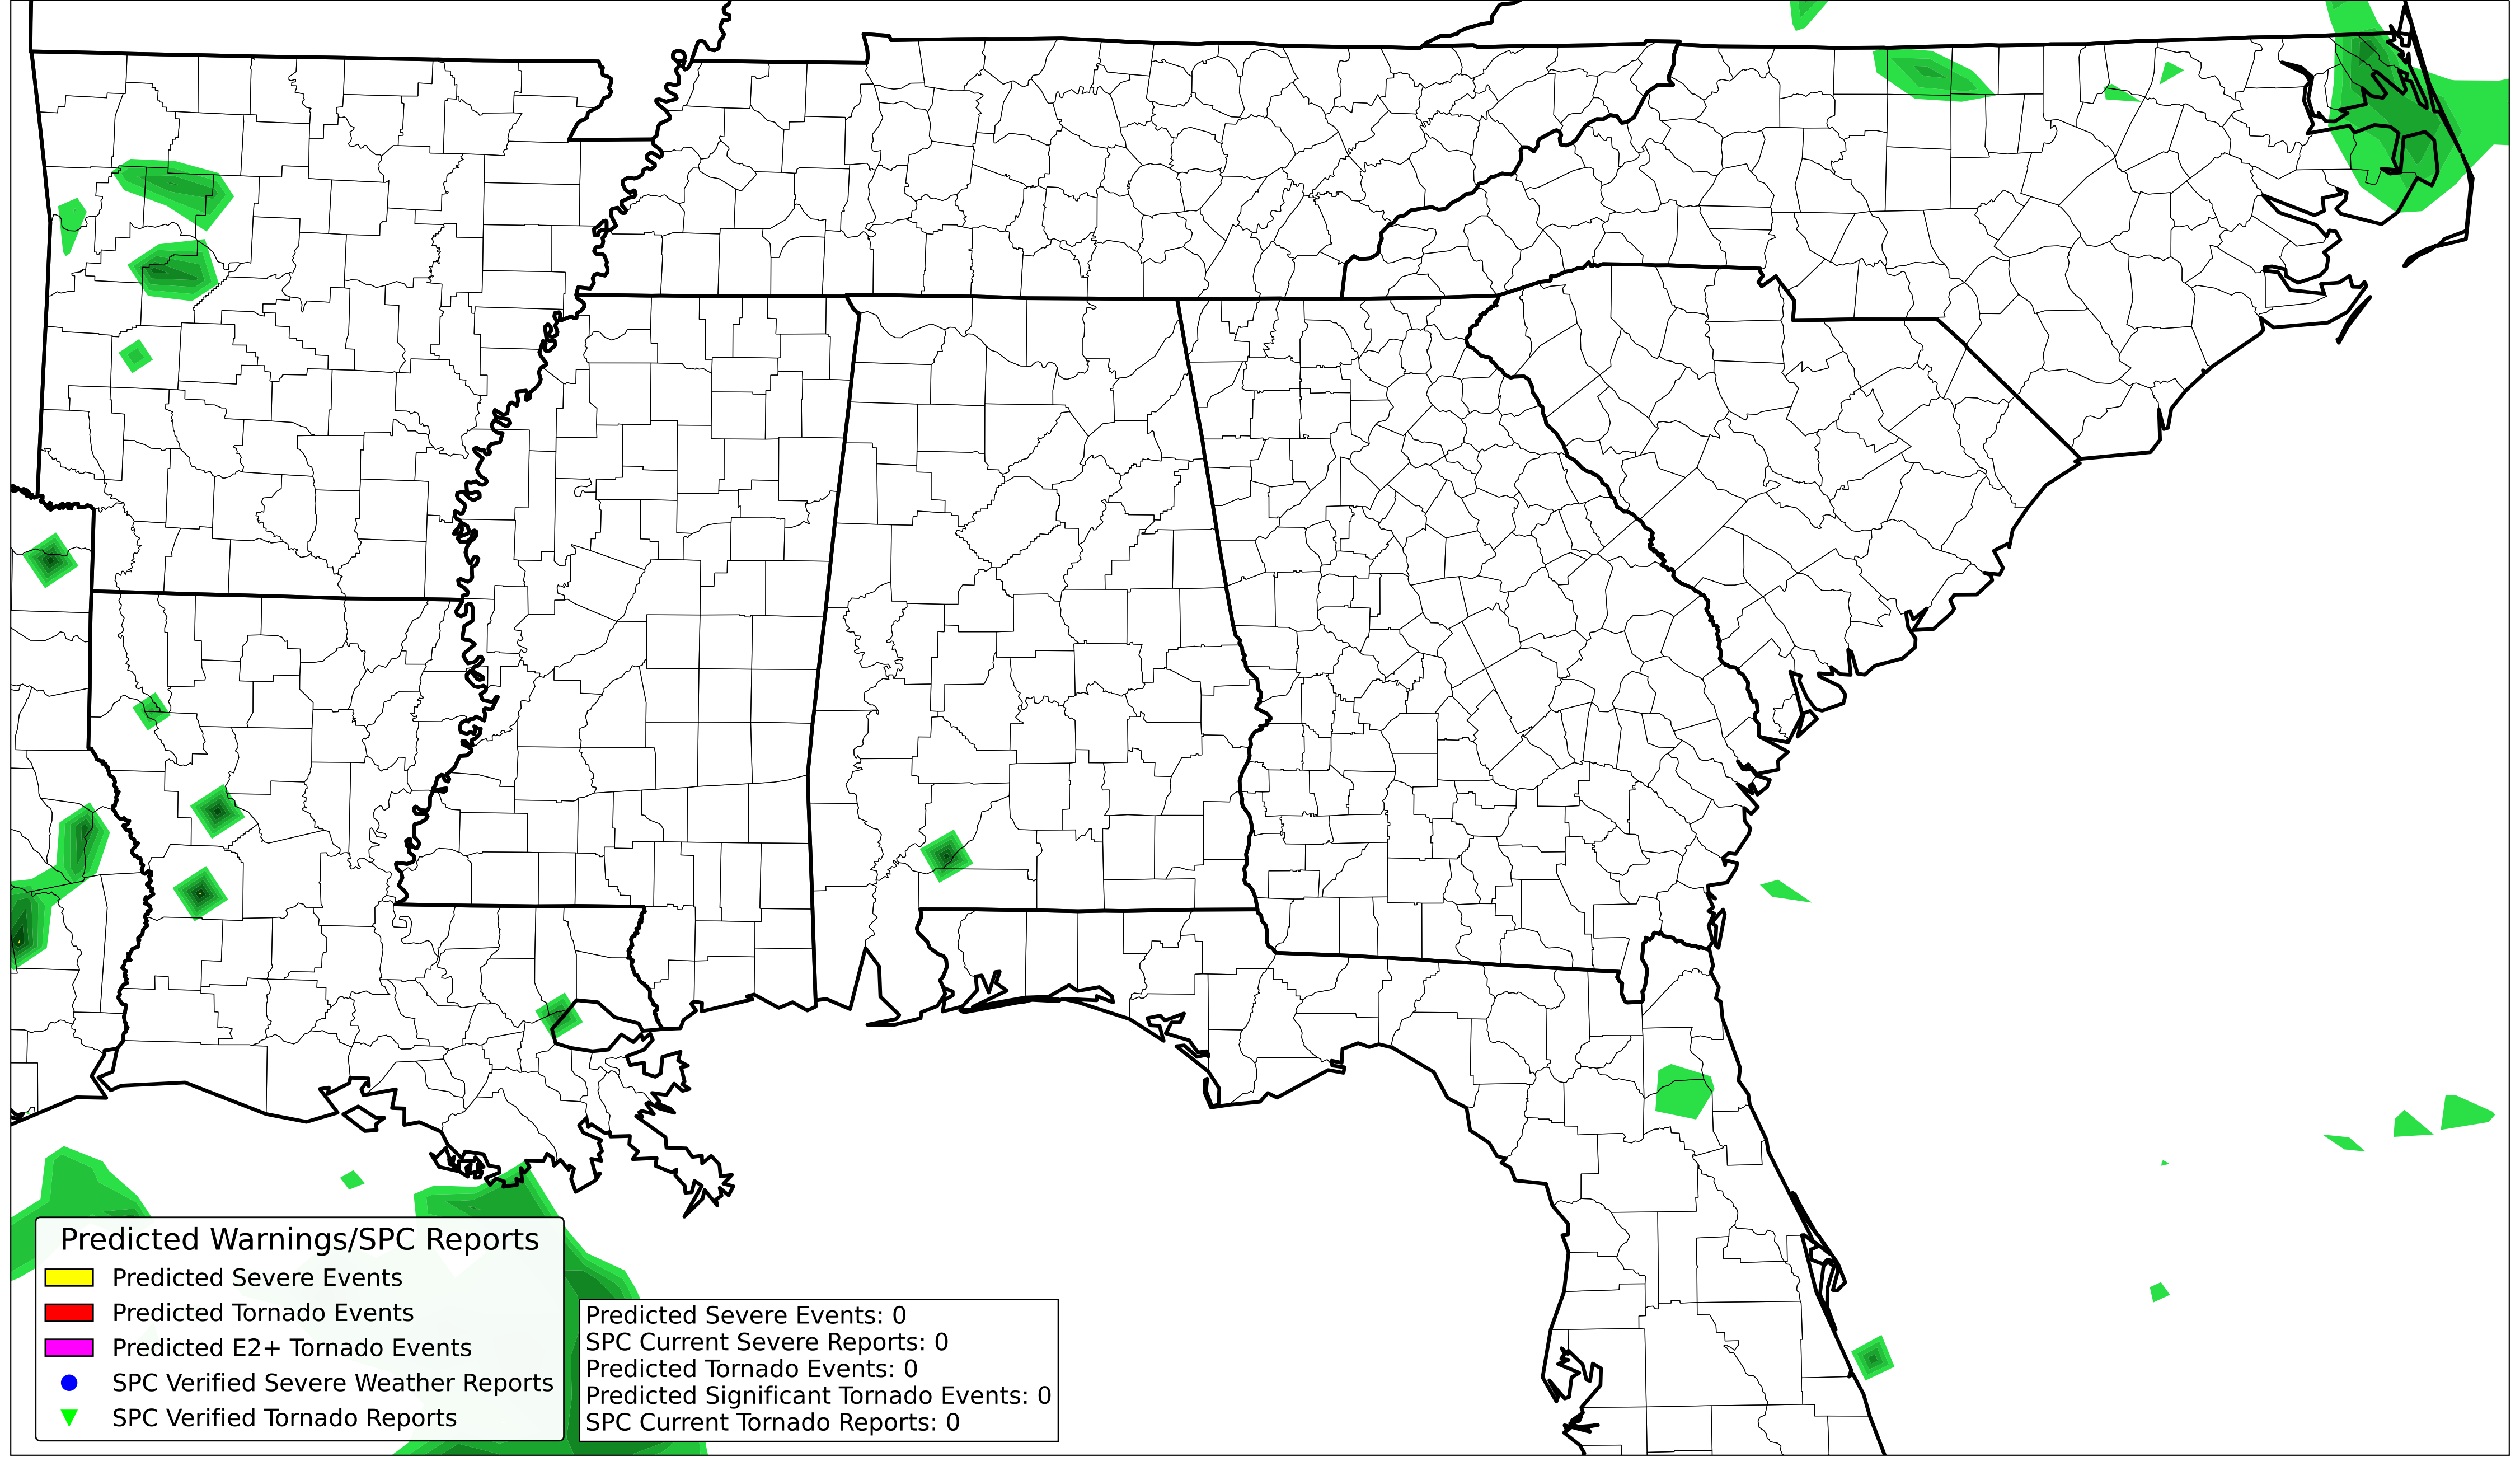 Predicted Warnings/SPC Reports
Predicted Severe Events
Predicted Tornado Events
Predicted E2+ Tornado Events
SPC Verified Severe Weather Reports
SPC Verified Tornado Reports
Predicted Severe Events: 0
SPC Current Severe Reports: 0
Predicted Tornado Events: 0
Predicted Significant Tornado Events: 0
SPC Current Tornado Reports: 0